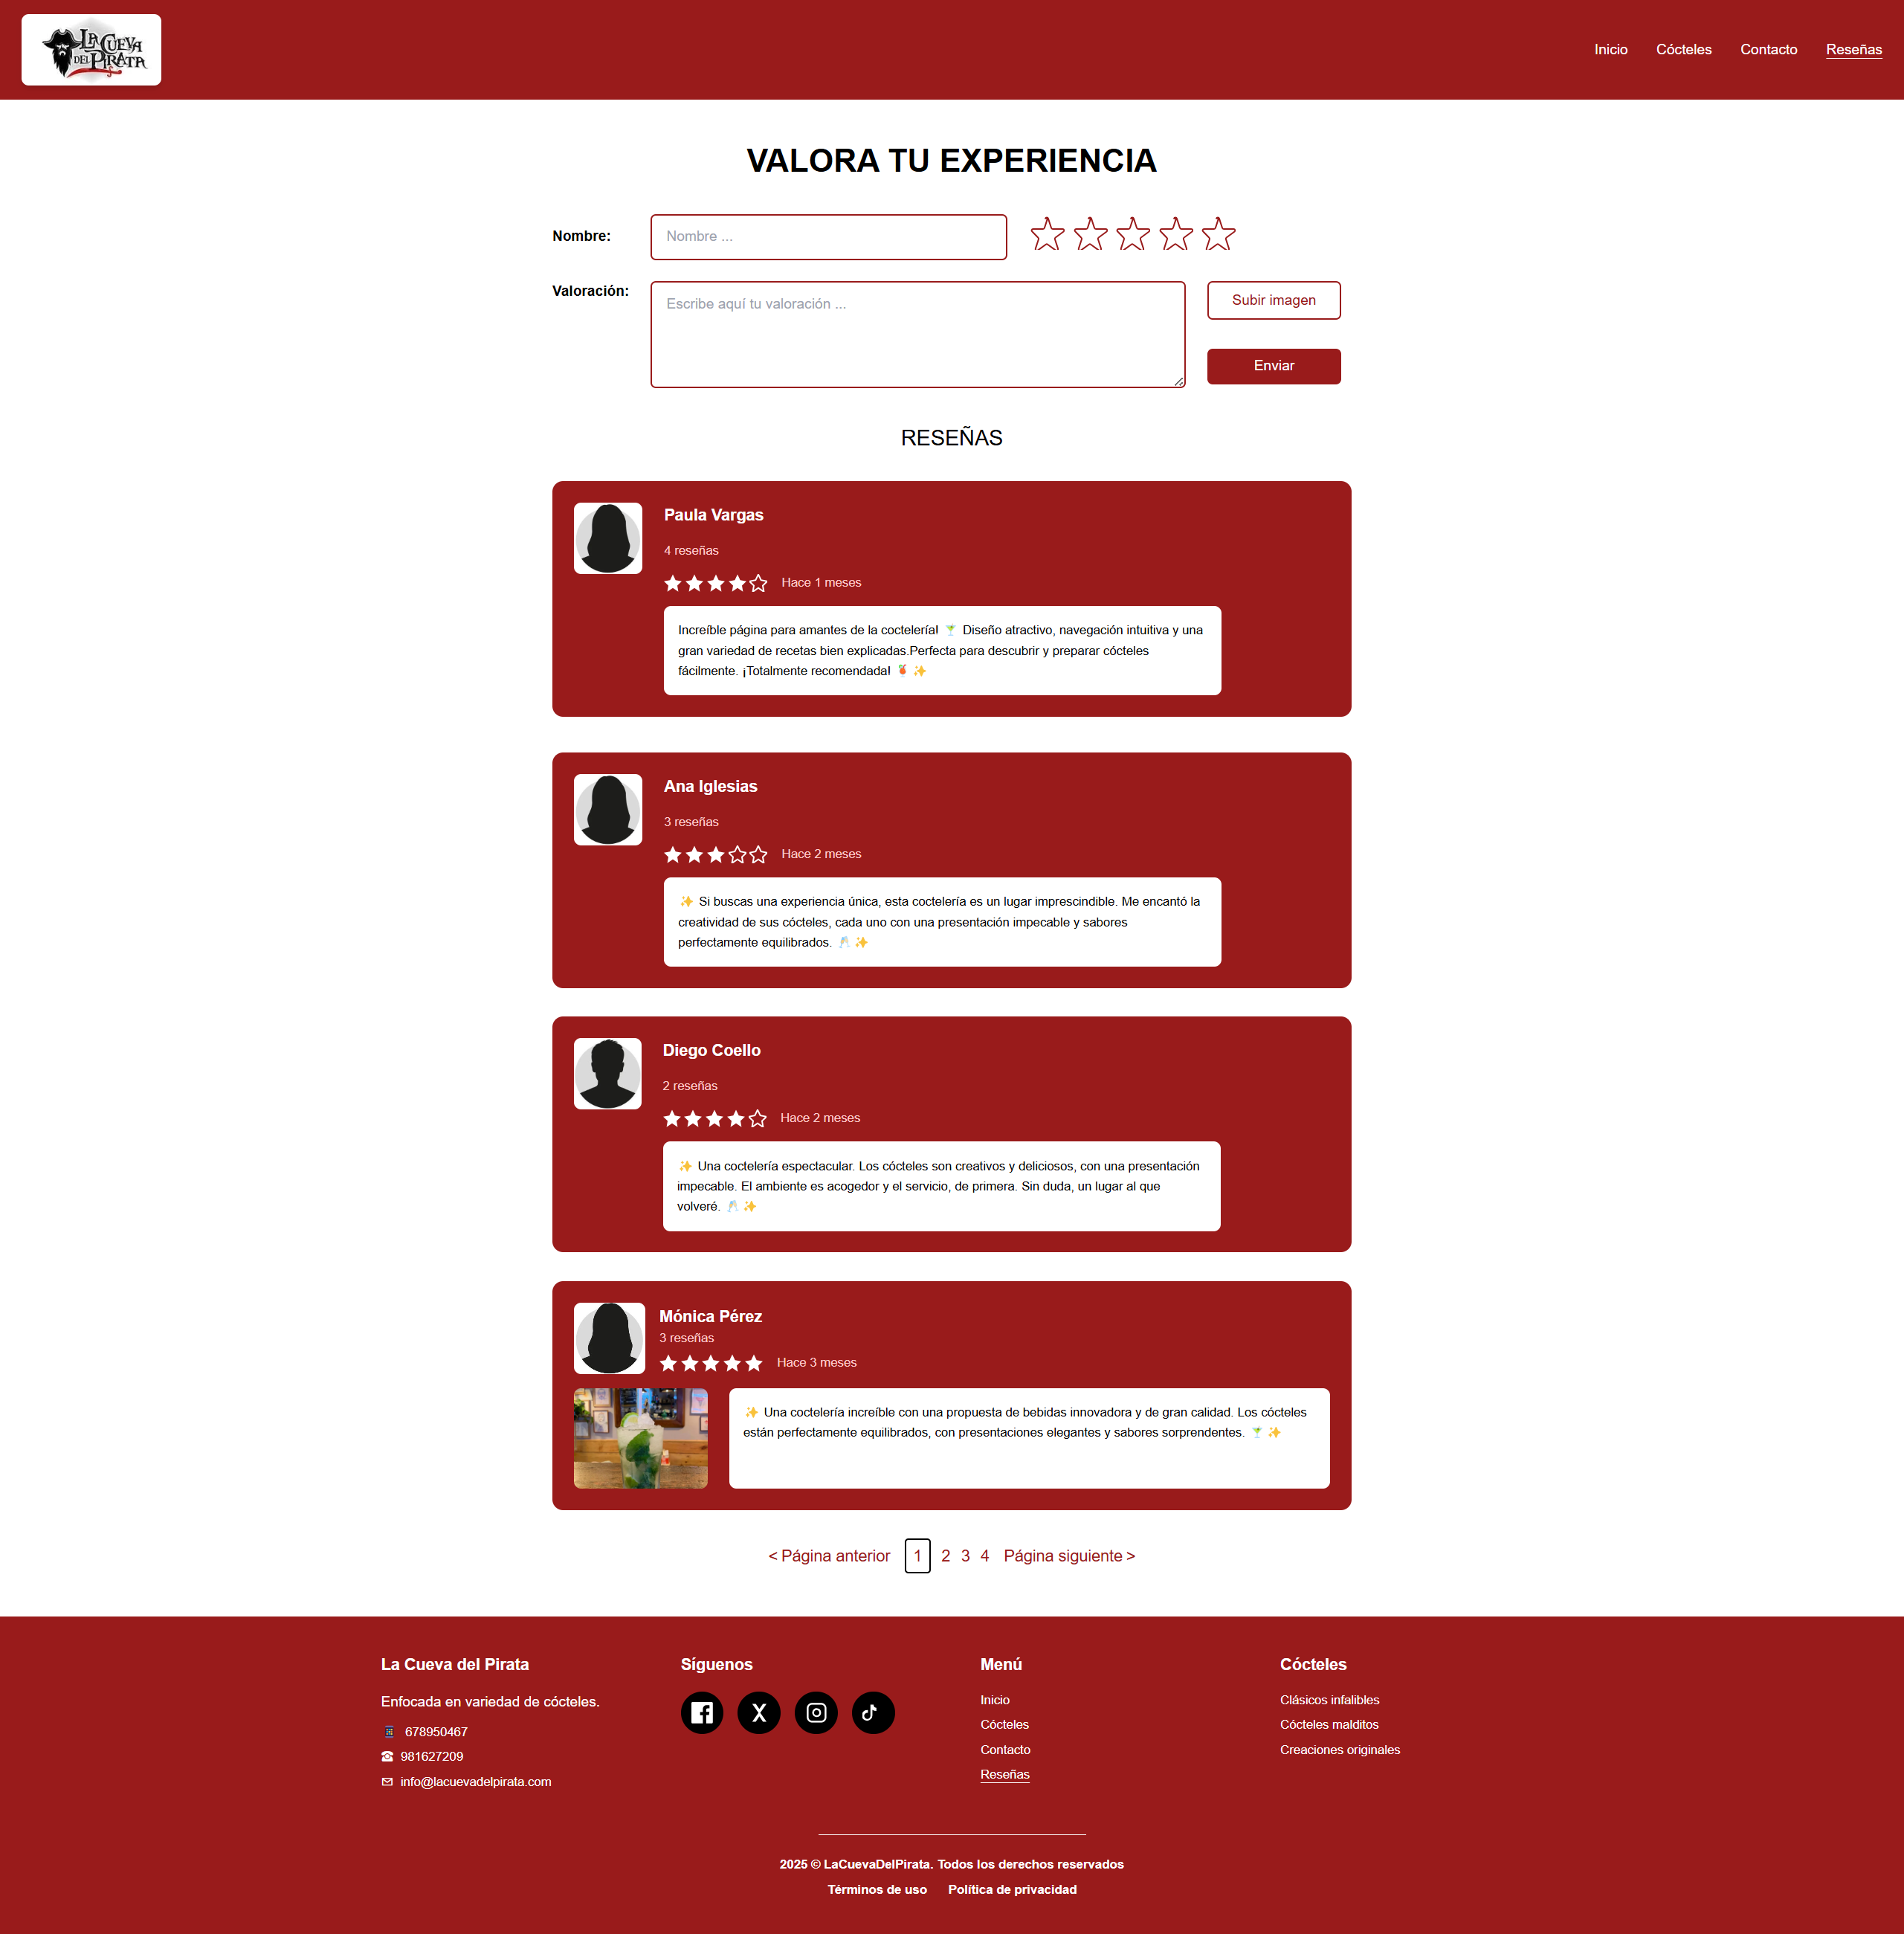 LA CUEVA
DEL PIRATA
Inicio Cócteles Contacto Reseñas
VALORA TU EXPERIENCIA
Nombre: Nombre ...
Valoración: Escribe aquí tu valoración ...
Subir imagen
Enviar
RESEÑAS
Paula Vargas
4 reseñas
Hace 1 meses
Increíble página para amantes de la coctelería! 🍸 Diseño atractivo, navegación intuitiva y una
gran variedad de recetas bien explicadas.Perfecta para descubrir y preparar cócteles
fácilmente. ¡Totalmente recomendada! 🍹✨
Ana Iglesias
3 reseñas
Hace 2 meses
✨ Si buscas una experiencia única, esta coctelería es un lugar imprescindible. Me encantó la
creatividad de sus cócteles, cada uno con una presentación impecable y sabores
perfectamente equilibrados. 🥂✨
Diego Coello
2 reseñas
Hace 2 meses
✨ Una coctelería espectacular. Los cócteles son creativos y deliciosos, con una presentación
impecable. El ambiente es acogedor y el servicio, de primera. Sin duda, un lugar al que
volveré. 🥂✨
Mónica Pérez
3 reseñas
Hace 3 meses
✨ Una coctelería increíble con una propuesta de bebidas innovadora y de gran calidad. Los cócteles
están perfectamente equilibrados, con presentaciones elegantes y sabores sorprendentes. 🍸✨
< Página anterior 1 2 3 4 Página siguiente >
La Cueva del Pirata
Enfocada en variedad de cócteles.
678950467
981627209
info@lacuevadelpirata.com
Síguenos
Menú
Inicio
Cócteles
Contacto
Reseñas
Cócteles
Clásicos infalibles
Cócteles malditos
Creaciones originales
2025 © LaCuevaDelPirata. Todos los derechos reservados
Términos de uso Política de privacidad